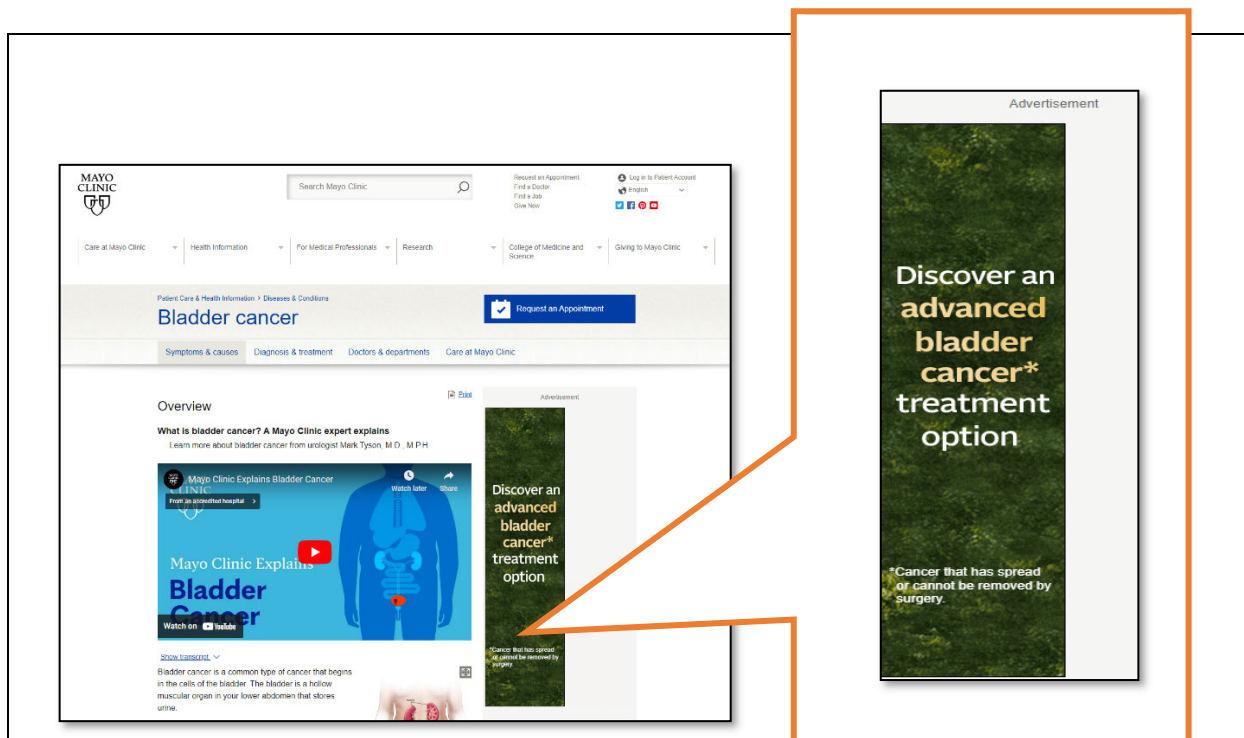 MAYO
CLINIC
Search Mayo Clinic
Request an Appointment
Find a Doctor
Find a Job
Give Now
Log in to Patient Account
English
Care at Mayo Clinic
Health Information
For Medical Professionals
Research
College of Medicine and
Science
Giving to Mayo Clinic
Patient Care & Health Information > Diseases & Conditions
Bladder cancer
Request an Appointment
Symptoms & causes
Diagnosis & treatment
Doctors & departments
Care at Mayo Clinic
Print
Overview
What is bladder cancer? A Mayo Clinic expert explains
Learn more about bladder cancer from urologist Mark Tyson, M.D., M.P.H
Mayo Clinic Explains Bladder Cancer
CLINIC
From an accredited hospital >
Watch later
Share
Mayo Clinic Explains
Bladder
Cancer
Watch on YouTube
Show transcript
Bladder cancer is a common type of cancer that begins
in the cells of the bladder. The bladder is a hollow
muscular organ in your lower abdomen that stores
urine.
Advertisement
Discover an
advanced
bladder
cancer*
treatment
option
*Cancer that has spread
or cannot be removed by
surgery.
Advertisement
Discover an
advanced
bladder
cancer*
treatment
option
*Cancer that has spread
or cannot be removed by
surgery.